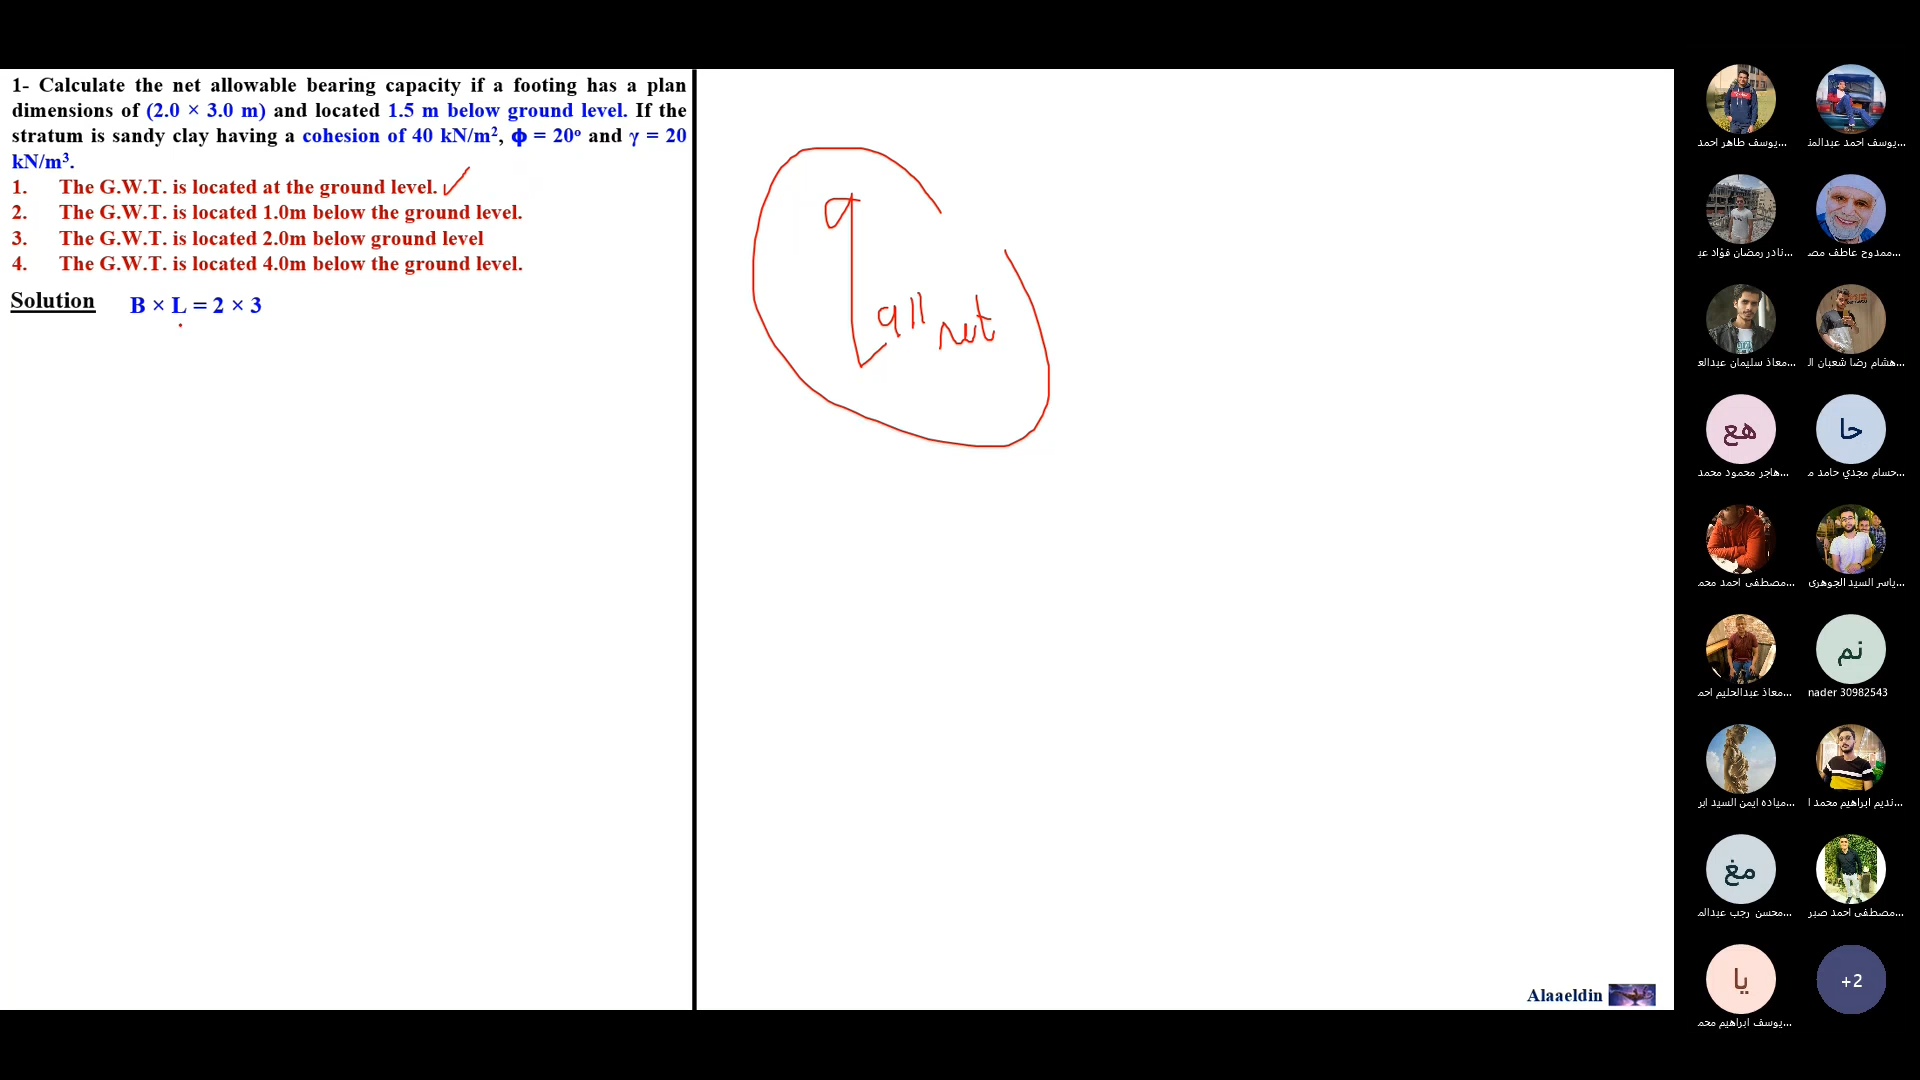 1- Calculate the net allowable bearing capacity if a footing has a plan
dimensions of (2.0 × 3.0 m) and located 1.5 m below ground level. If the
stratum is sandy clay having a cohesion of 40 kN/m², ϕ = 20º and γ = 20
kN/m³.
1. The G.W.T. is located at the ground level.
2. The G.W.T. is located 1.0m below the ground level.
3. The G.W.T. is located 2.0m below ground level
4. The G.W.T. is located 4.0m below the ground level.
Solution B × L = 2 × 3
q all net
Alaaeldin
يوسف طاهر احمد...
يوسف احمد عبدالمن...
نادر رمضان فؤاد عب...
ممدوح عاطف مص...
معاذ سليمان عبدالع...
هشام رضا شعبان ال...
هع
حا
هاجر محمود محمد...
حسام مجدي حامد م...
مصطفى احمد محم...
ياسر السيد الجوهرى...
نم
معاذ عبدالحليم احم...
nader 30982543
مياده ايمن السيد ابر...
نديم ابراهيم محمد ا...
مغ
محسن رجب عبدالم...
مصطفى احمد صبر...
يا
+2
يوسف ابراهيم محم...